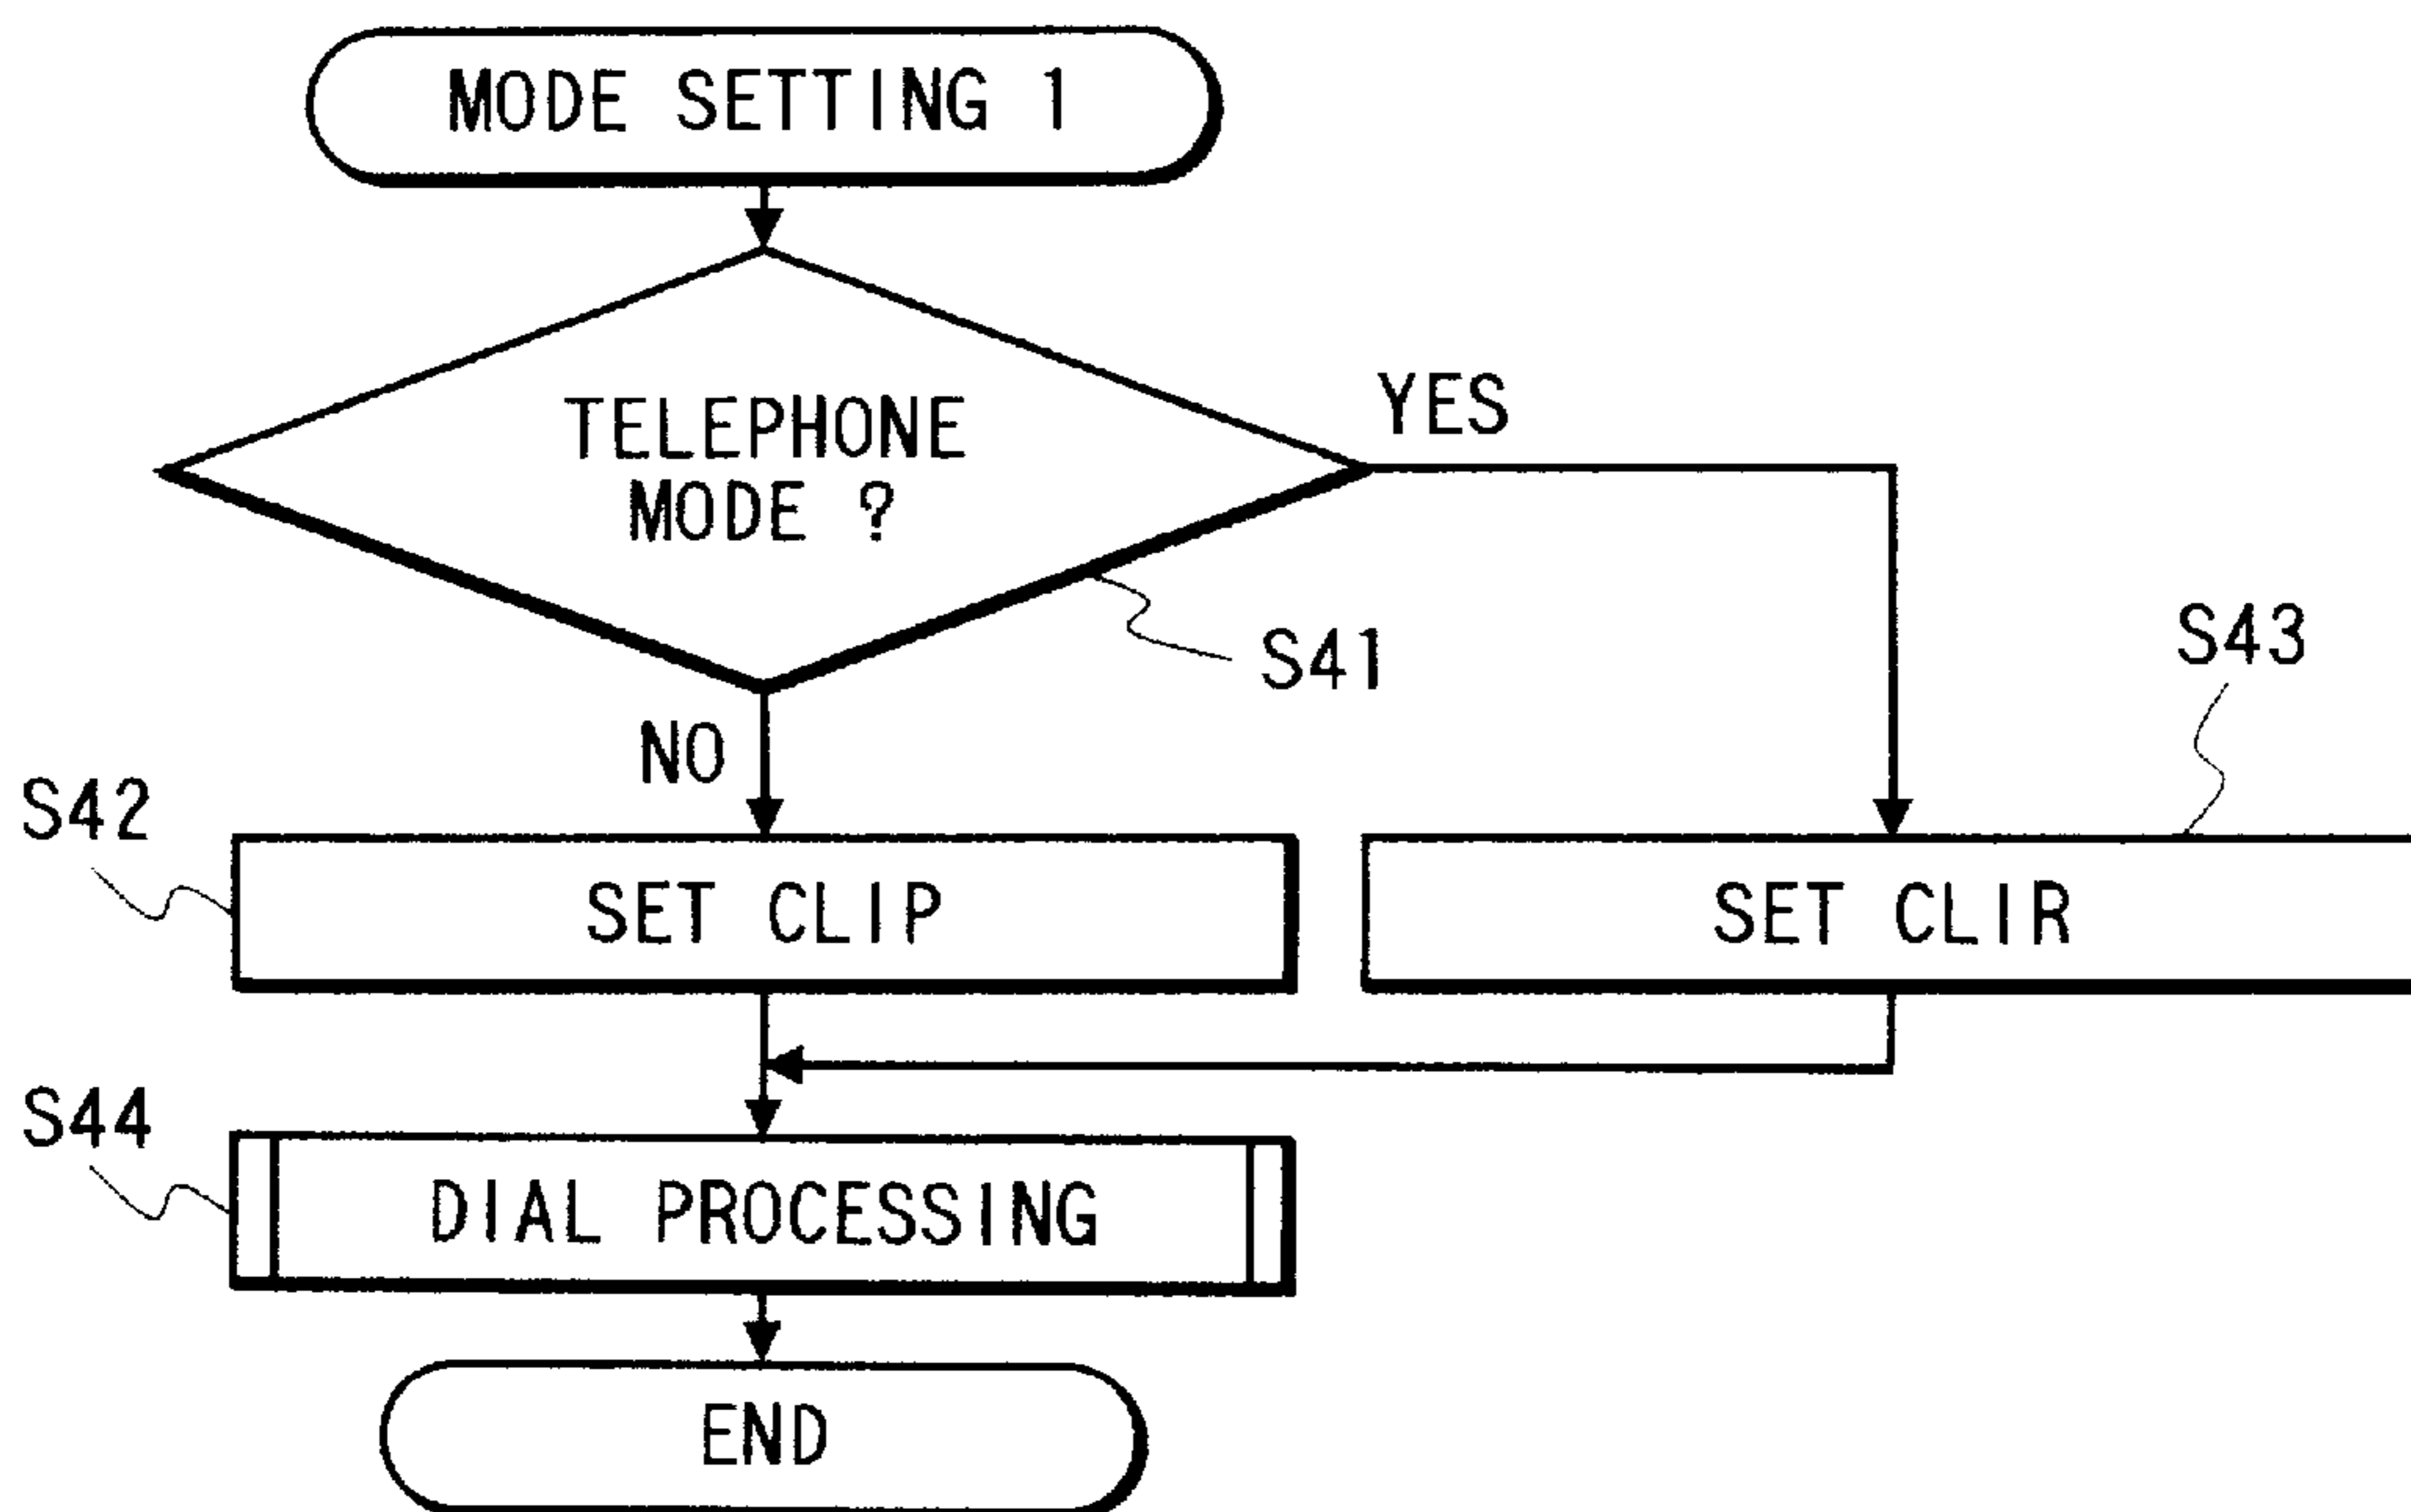 MODE SETTING 1
TELEPHONE
MODE ?
YES
S41
S43
NO
S42
SET CLIP
SET CLIR
S44
DIAL PROCESSING
END